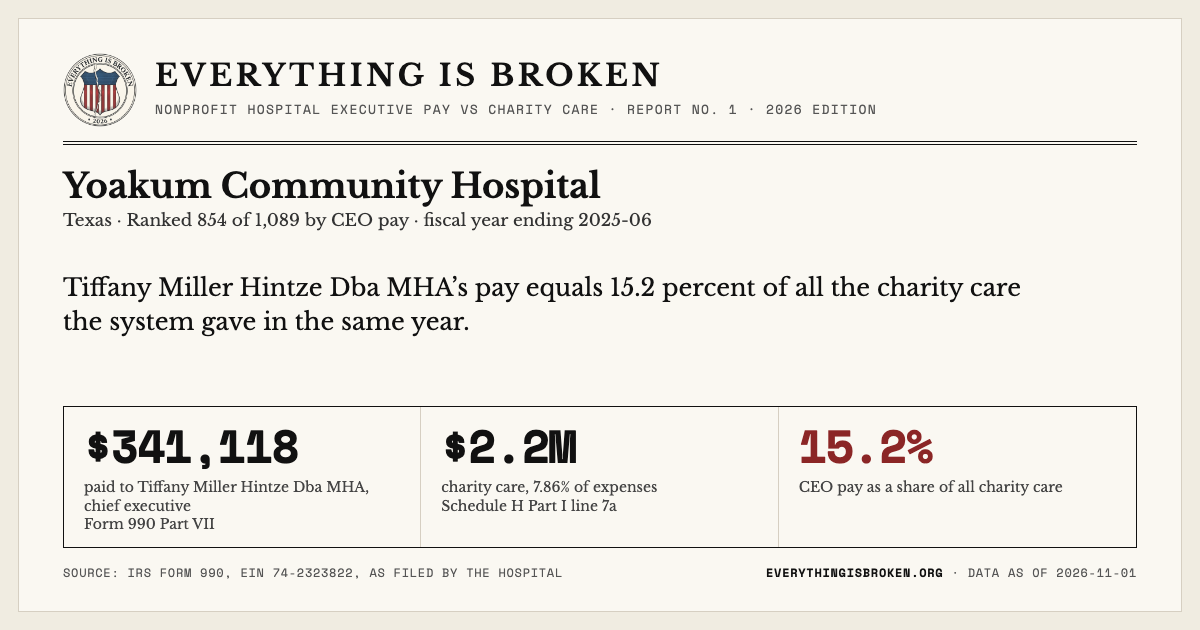 EVERYTHING IS BROKEN
2026
EVERYTHING IS BROKEN
NONPROFIT HOSPITAL EXECUTIVE PAY VS CHARITY CARE · REPORT NO. 1 · 2026 EDITION
Yoakum Community Hospital
Texas · Ranked 854 of 1,089 by CEO pay · fiscal year ending 2025-06
Tiffany Miller Hintze Dba MHA’s pay equals 15.2 percent of all the charity care
the system gave in the same year.
$341,118
paid to Tiffany Miller Hintze Dba MHA,
chief executive
Form 990 Part VII
$2.2M
charity care, 7.86% of expenses
Schedule H Part I line 7a
15.2%
CEO pay as a share of all charity care
SOURCE: IRS FORM 990, EIN 74-2323822, AS FILED BY THE HOSPITAL
EVERYTHINGISBROKEN.ORG · DATA AS OF 2026-11-01